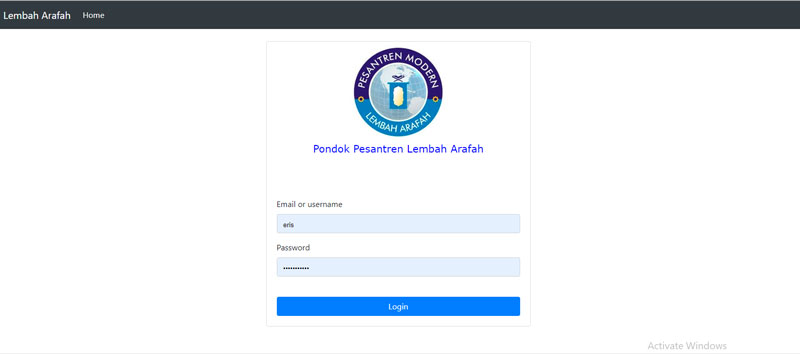 Lembah Arafah Home
PESANTREN MODERN
LEMBAH ARAFAH
Pondok Pesantren Lembah Arafah
Email or username
eris
Password
•••••••••••
Login
Activate Windows